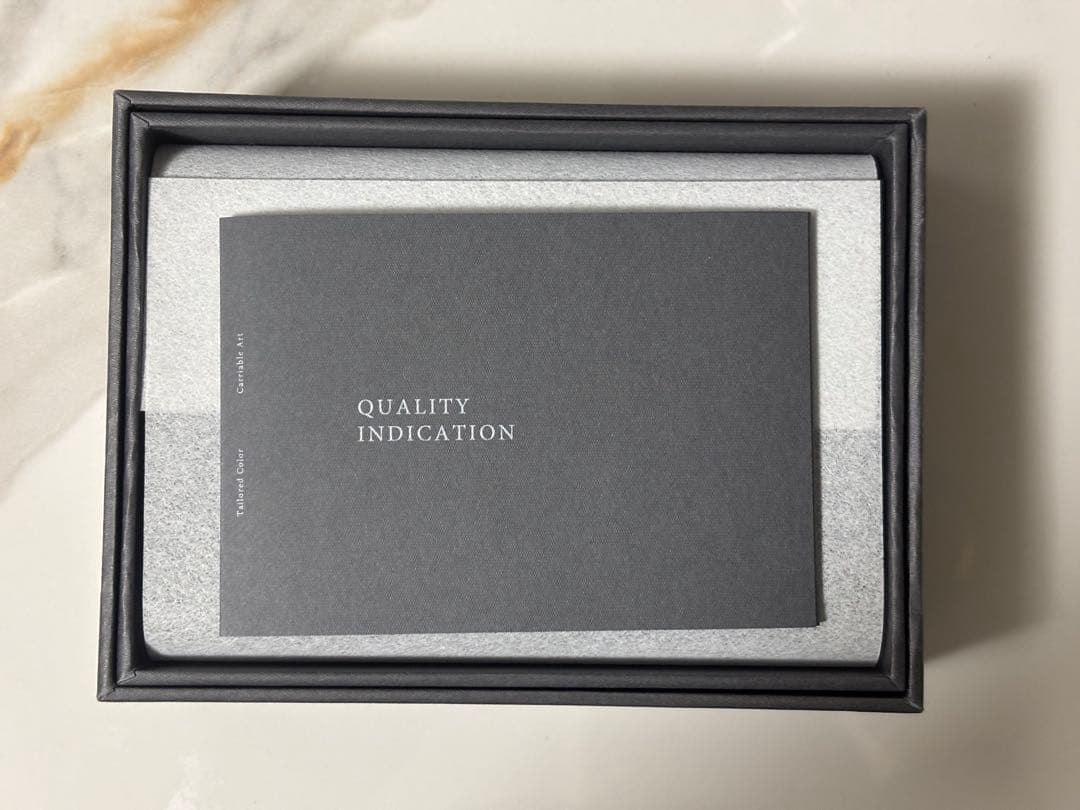 QUALITY
INDICATION
Tailored Color
Carriable Art